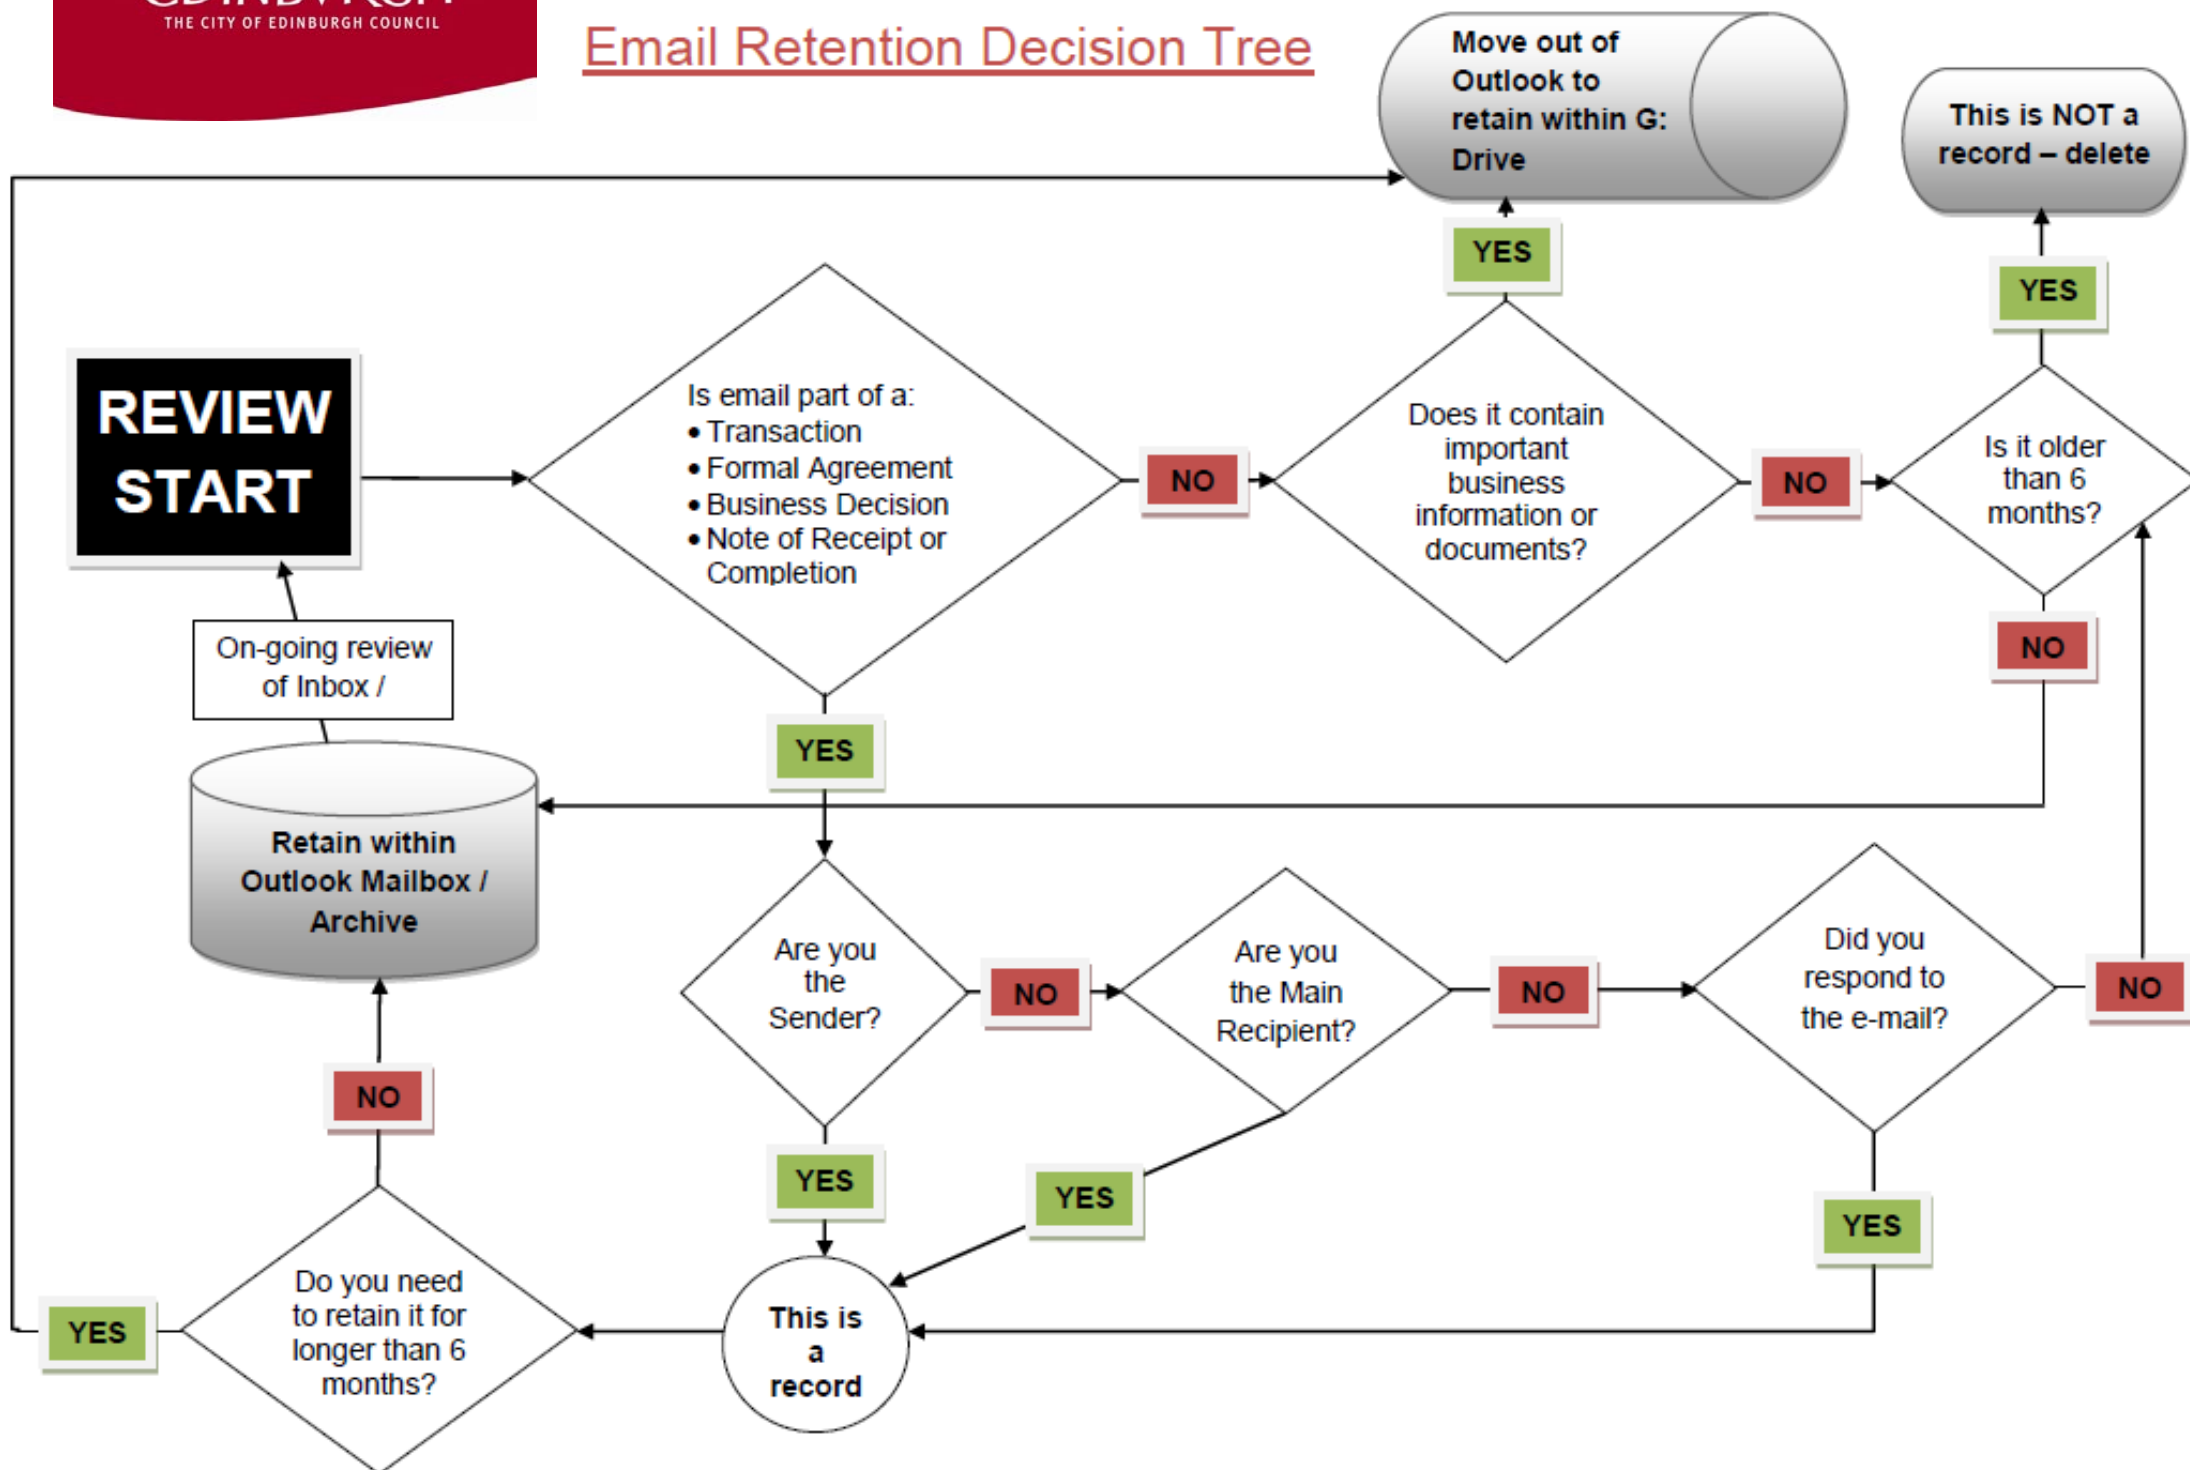 THE CITY OF EDINBURGH COUNCIL
Email Retention Decision Tree
Move out of
Outlook to
retain within G:
Drive
This is NOT a
record – delete
YES
YES
REVIEW
START
Is email part of a:
• Transaction
• Formal Agreement
• Business Decision
• Note of Receipt or
Completion
NO
Does it contain
important
business
information or
documents?
NO
Is it older
than 6
months?
NO
On-going review
of Inbox /
YES
Retain within
Outlook Mailbox /
Archive
Are you
the
Sender?
NO
Are you
the Main
Recipient?
NO
Did you
respond to
the e-mail?
NO
NO
YES
YES
YES
Do you need
to retain it for
longer than 6
months?
YES
This is
a
record